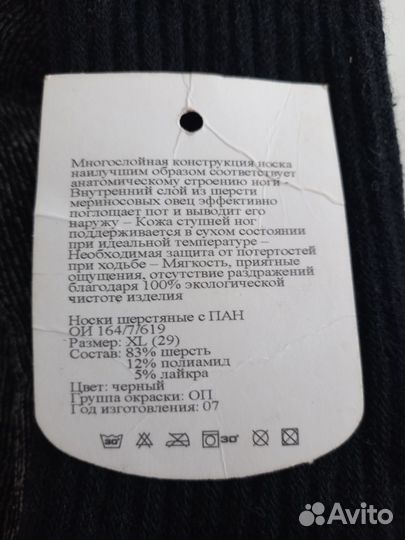 Многослойная конструкция носка
наилучшим образом соответствует
анатомическому строению ноги -
Внутренний слой из шерсти
мериносовых овец эффективно
поглощает пот и выводит его
наружу – Кожа ступней ног
поддерживается в сухом состоянии
при идеальной температуре –
Необходимая защита от потертостей
при ходьбе – Мягкость, приятные
ощущения, отсутствие раздражений
благодаря 100% экологической
чистоте изделия
Носки шерстяные с ПАН
ОИ 164/7/619
Размер: XL (29)
Состав: 83% шерсть
12% полиамид
5% лайкра
Цвет: черный
Группа окраски: ОП
Год изготовления: 07
30 30°
Avito